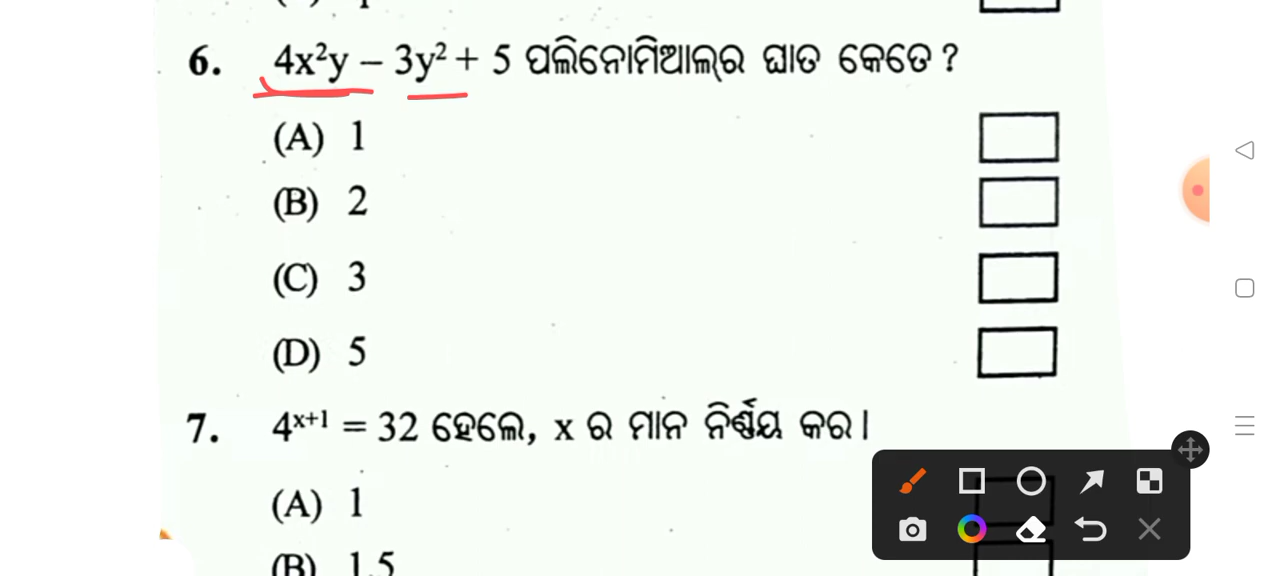 6. 4x²y – 3y² + 5 ପଲିନୋମିଆଲ୍‌ର ଘାତ କେତେ ?
(A) 1
(B) 2
(C) 3
(D) 5
7. 4ˣ⁺¹ = 32 ହେଲେ, x ର ମାନ ନିର୍ଣ୍ଣୟ କର।
(A) 1
(B) 1.5